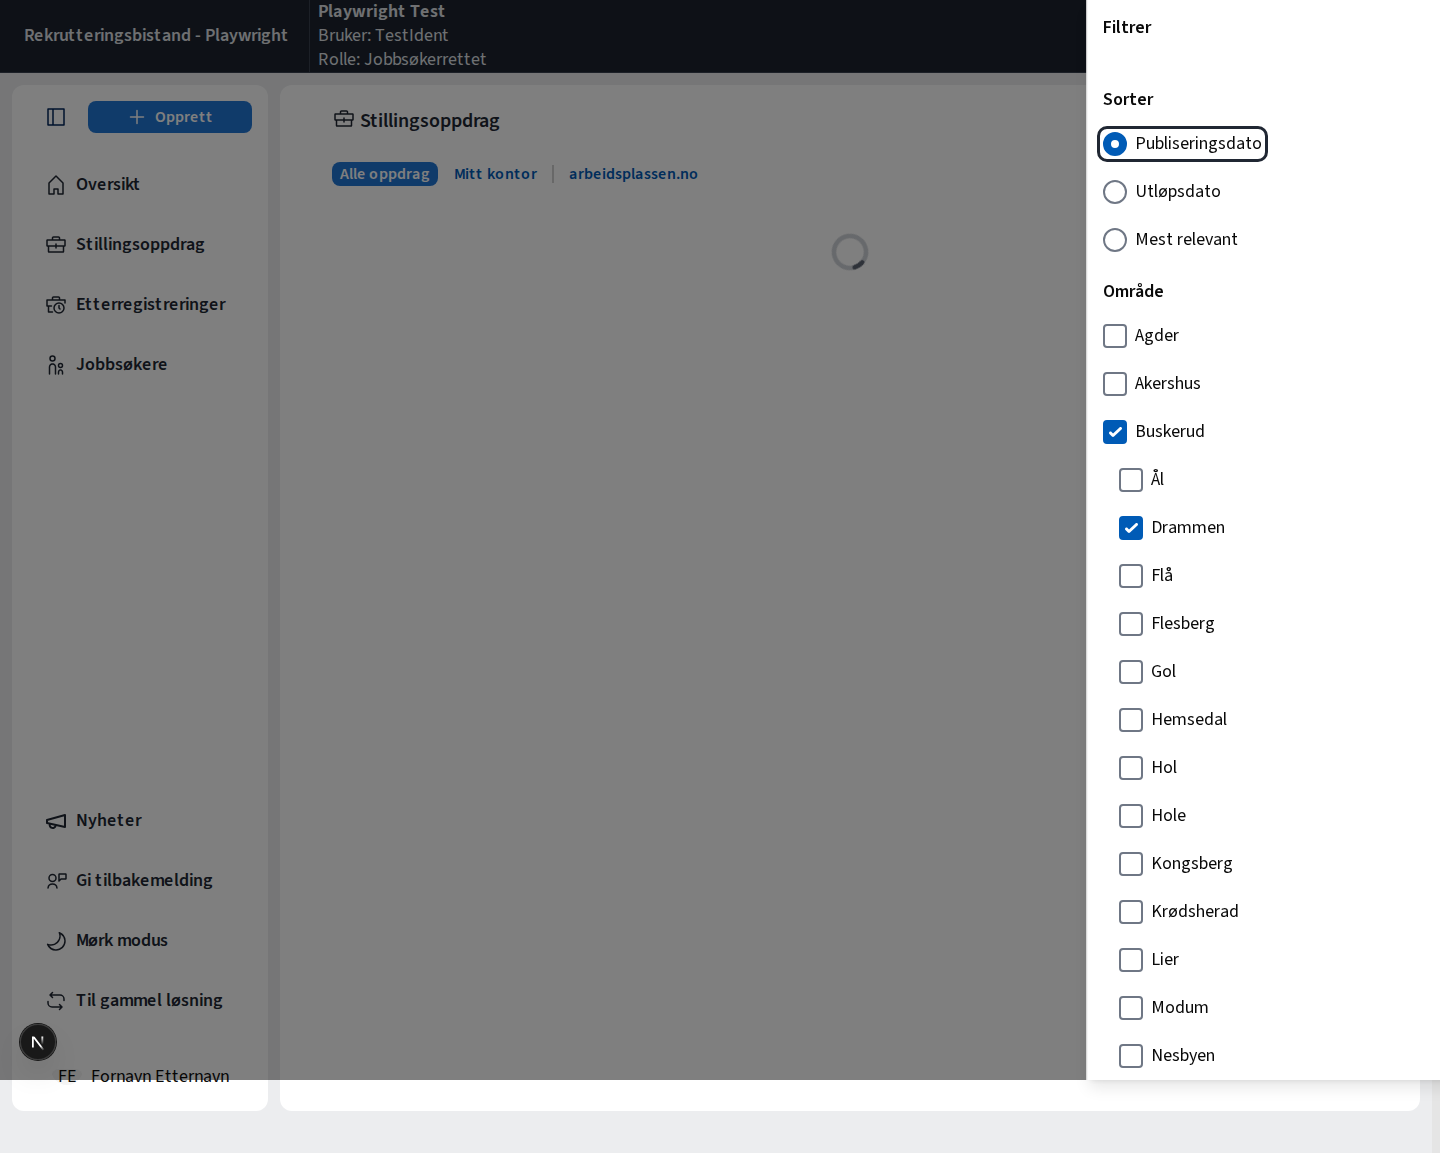 Rekrutteringsbistand - Playwright
Playwright Test
Bruker: TestIdent
Rolle: Jobbsøkerrettet
Opprett
Oversikt
Stillingsoppdrag
Etterregistreringer
Jobbsøkere
Nyheter
Gi tilbakemelding
Mørk modus
Til gammel løsning
N
FE Fornavn Etternavn
Stillingsoppdrag
Alle oppdrag Mitt kontor arbeidsplassen.no
Filtrer
Sorter
Publiseringsdato
Utløpsdato
Mest relevant
Område
Agder
Akershus
Buskerud
Ål
Drammen
Flå
Flesberg
Gol
Hemsedal
Hol
Hole
Kongsberg
Krødsherad
Lier
Modum
Nesbyen